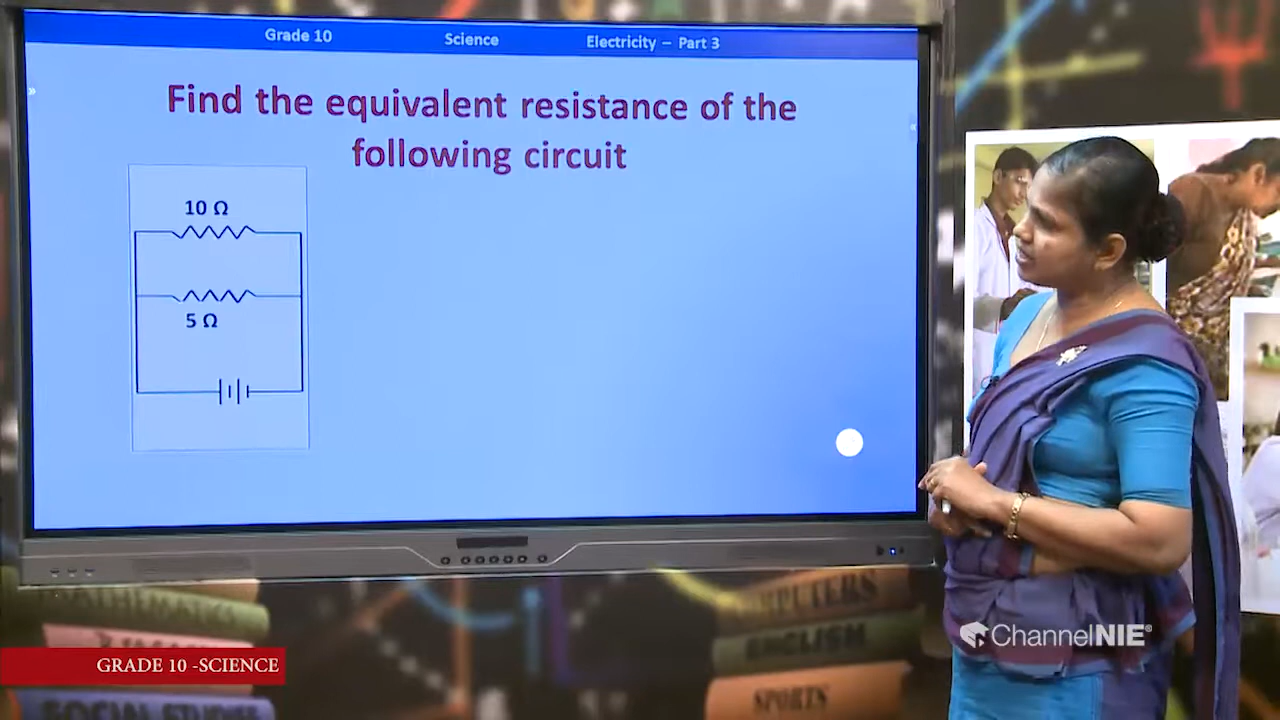 Grade 10 Science Electricity – Part 3
Find the equivalent resistance of the
following circuit
10 Ω
5 Ω
MATHEMATICS
COMPUTERS
ENGLISH
SPORTS
ChannelNIE®
GRADE 10 -SCIENCE
SOCIAL STUDIES